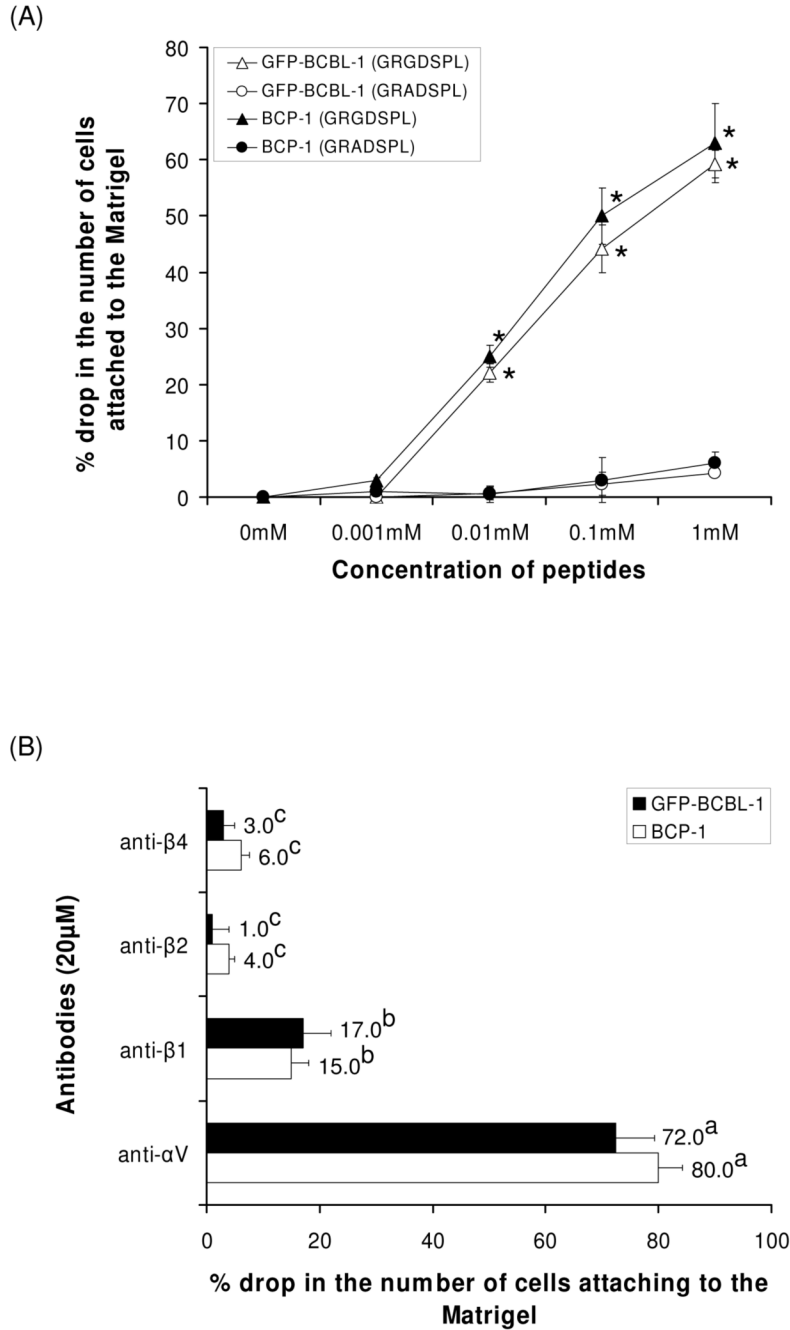 (A)
% drop in the number of cells
attached to the Matrigel
80
70
60
50
40
30
20
10
0
GFP-BCBL-1 (GRGDSPL)
GFP-BCBL-1 (GRADSPL)
BCP-1 (GRGDSPL)
BCP-1 (GRADSPL)
*
*
*
*
*
*
0mM 0.001mM 0.01mM 0.1mM 1mM
Concentration of peptides
(B)
Antibodies (20µM)
GFP-BCBL-1
BCP-1
anti-β4
3.0c
6.0c
anti-β2
1.0c
4.0c
anti-β1
17.0b
15.0b
anti-αV
72.0a
80.0a
0 20 40 60 80 100
% drop in the number of cells attaching to the
Matrigel